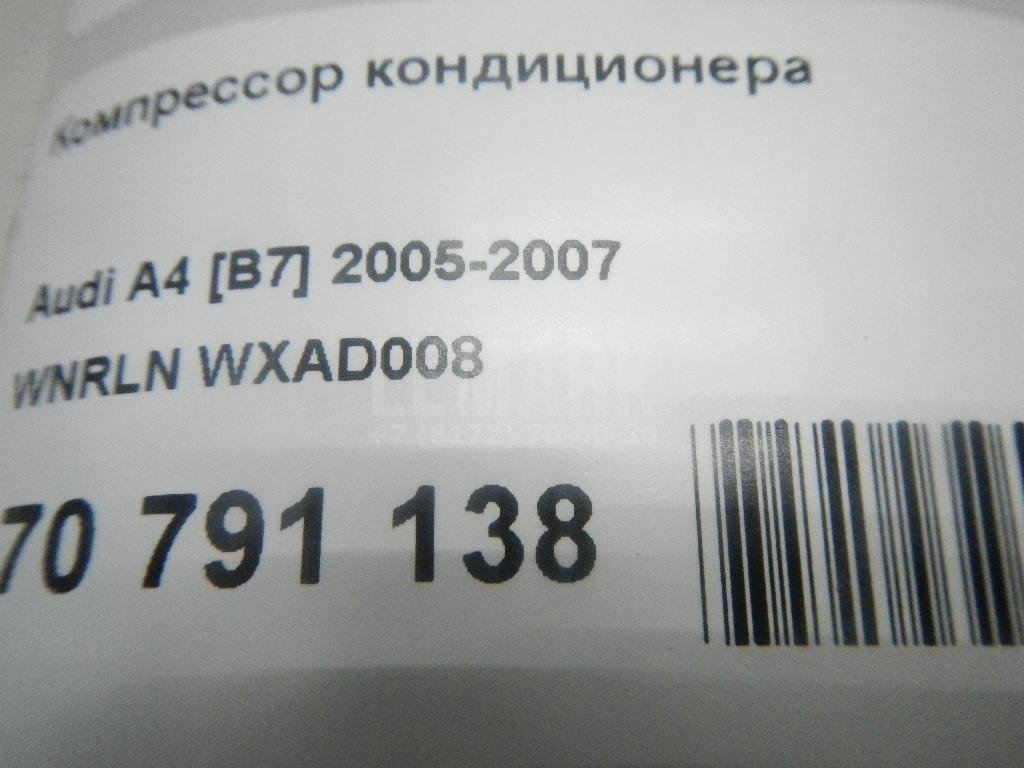 Компрессор кондиционера
Audi A4 [B7] 2005-2007
WNRLN WXAD008
70 791 138